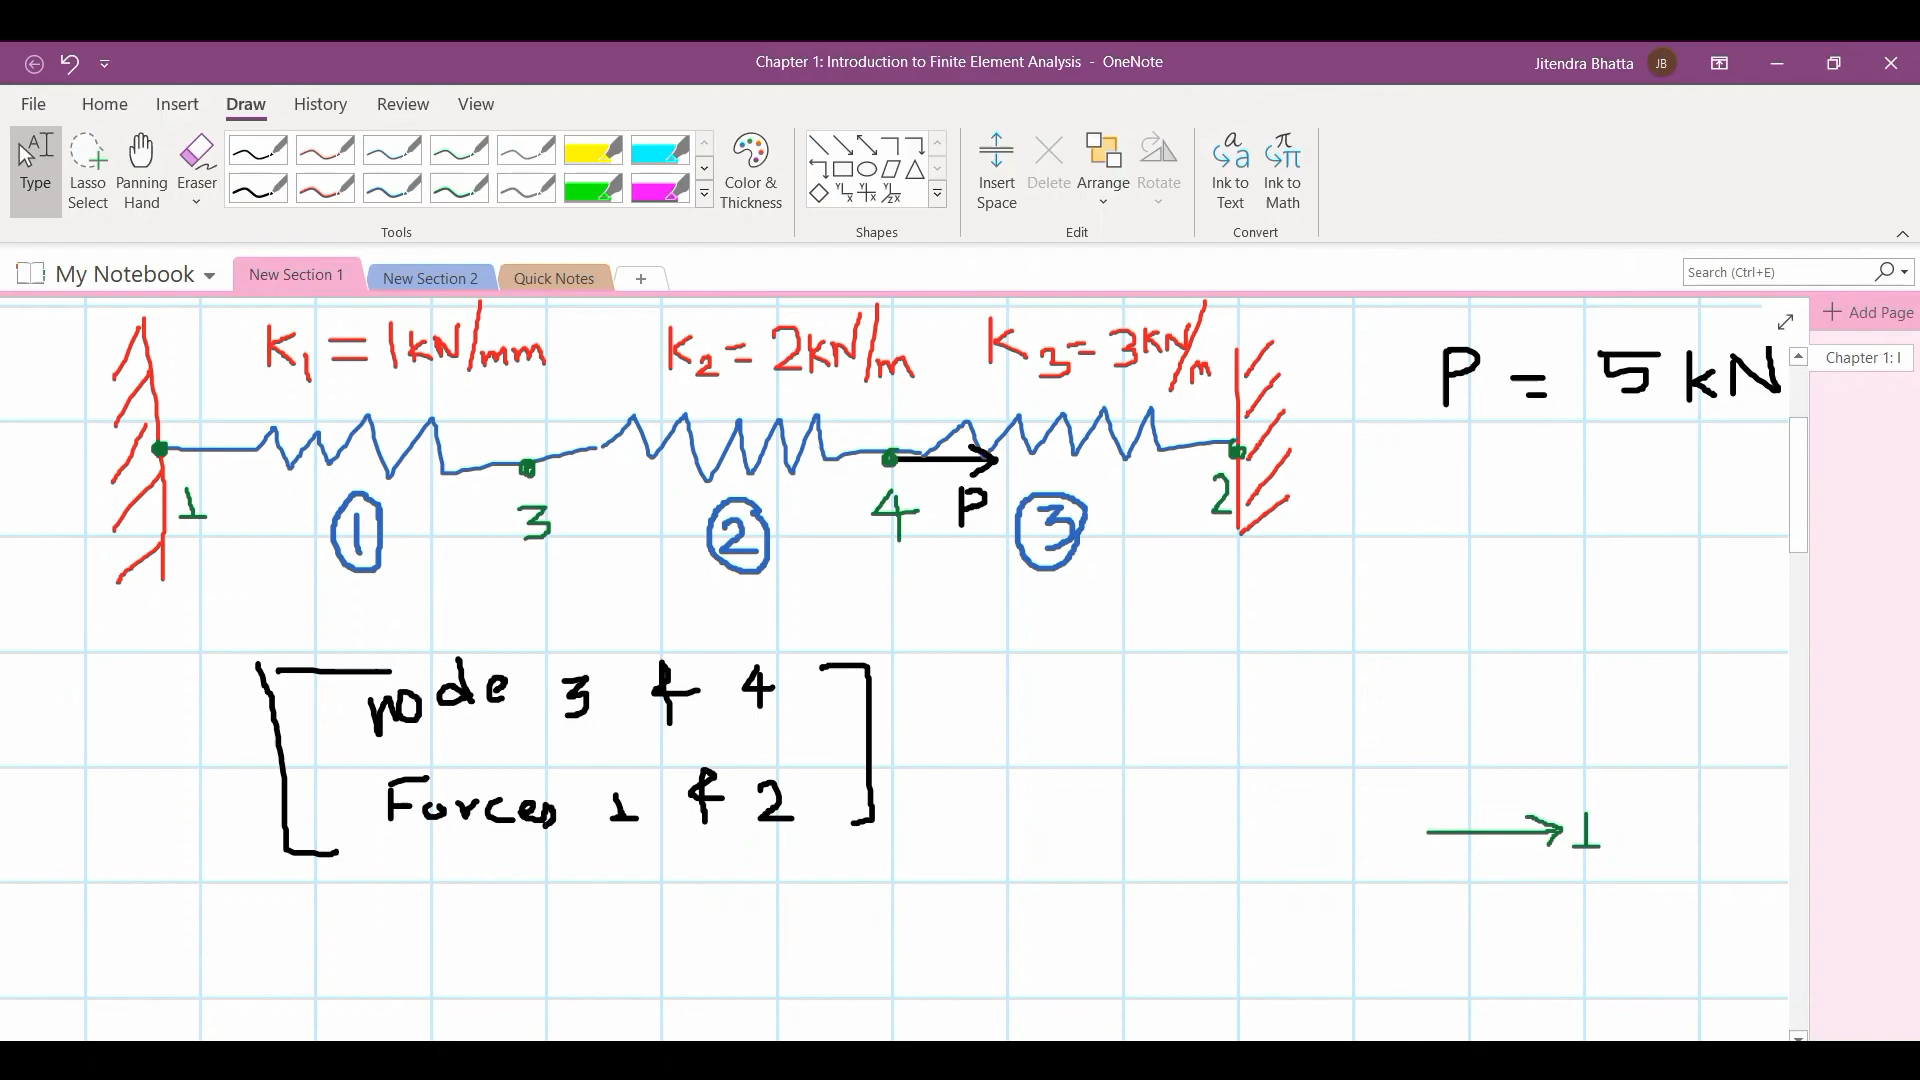 Chapter 1: Introduction to Finite Element Analysis - OneNote
Jitendra Bhatta JB
File Home Insert Draw History Review View
Type
Lasso Select
Panning Hand
Eraser
Color & Thickness
Insert Space
Delete
Arrange
Rotate
Ink to Text
Ink to Math
Tools
Shapes
Edit
Convert
My Notebook
New Section 1
New Section 2
Quick Notes
+
Search (Ctrl+E)
Add Page
Chapter 1: I
K1 = 1kN/mm
K2 = 2kN/m
K3 = 3kN/m
P = 5 kN
1 3 4 P 2
1 2 3
node 3 & 4
Forces 1 & 2
1